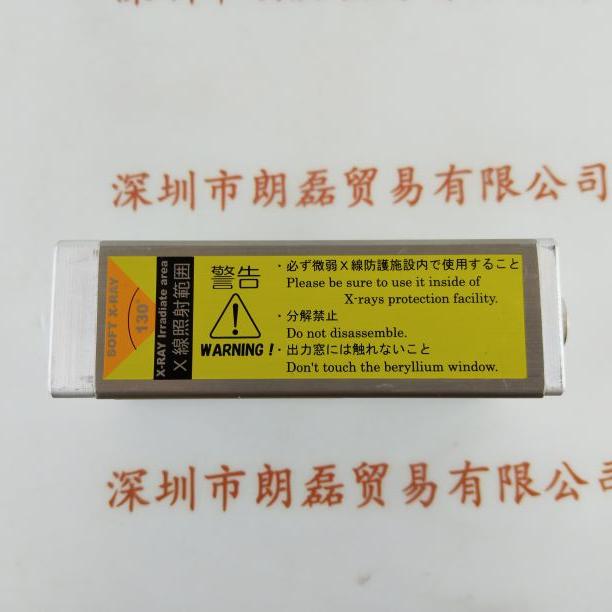 深圳市朗磊贸易有限公司
SOFT X-RAY
130°
X-RAY Irradiate area
X線照射範囲
警告
WARNING!
・必ず微弱X線防護施設内で使用すること
Please be sure to use it inside of
X-rays protection facility.
・分解禁止
Do not disassemble.
・出力窓には触れないこと
Don't touch the beryllium window.
深圳市朗磊贸易有限公